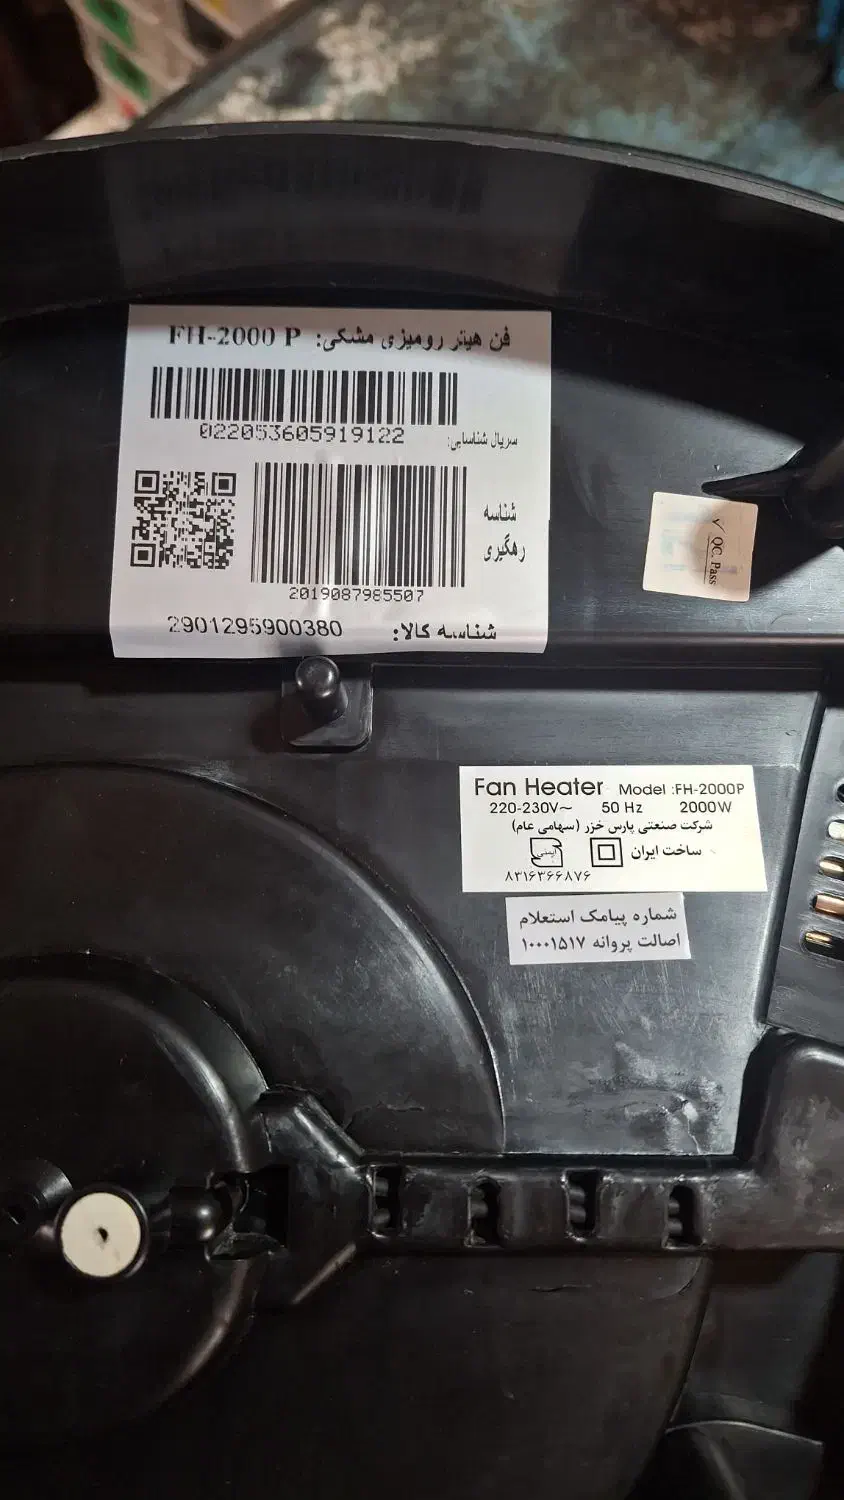 فن هیتر رومیزی مشکی: FH-2000 P
سریال شناسایی: 022053605919122
شناسه
رهگیری
2019087985507
شناسه کالا: 2901295900380
✓ QC. Pass
Fan Heater Model :FH-2000P
220-230V~ 50 Hz 2000W
شرکت صنعتی پارس خزر (سهامی عام)
ساخت ایران
ایمنی
۸۳۱۶۳۶۶۸۷۶
شماره پیامک استعلام
اصالت پروانه ۱۰۰۰۱۵۱۷